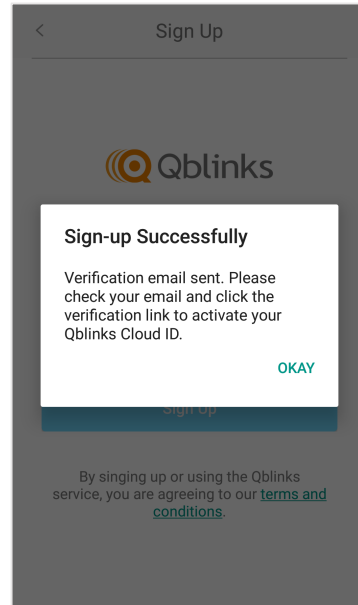 Sign Up
Qblinks
Sign-up Successfully
Verification email sent. Please
check your email and click the
verification link to activate your
Qblinks Cloud ID.
OKAY
Sign Up
By singing up or using the Qblinks
service, you are agreeing to our terms and
conditions.